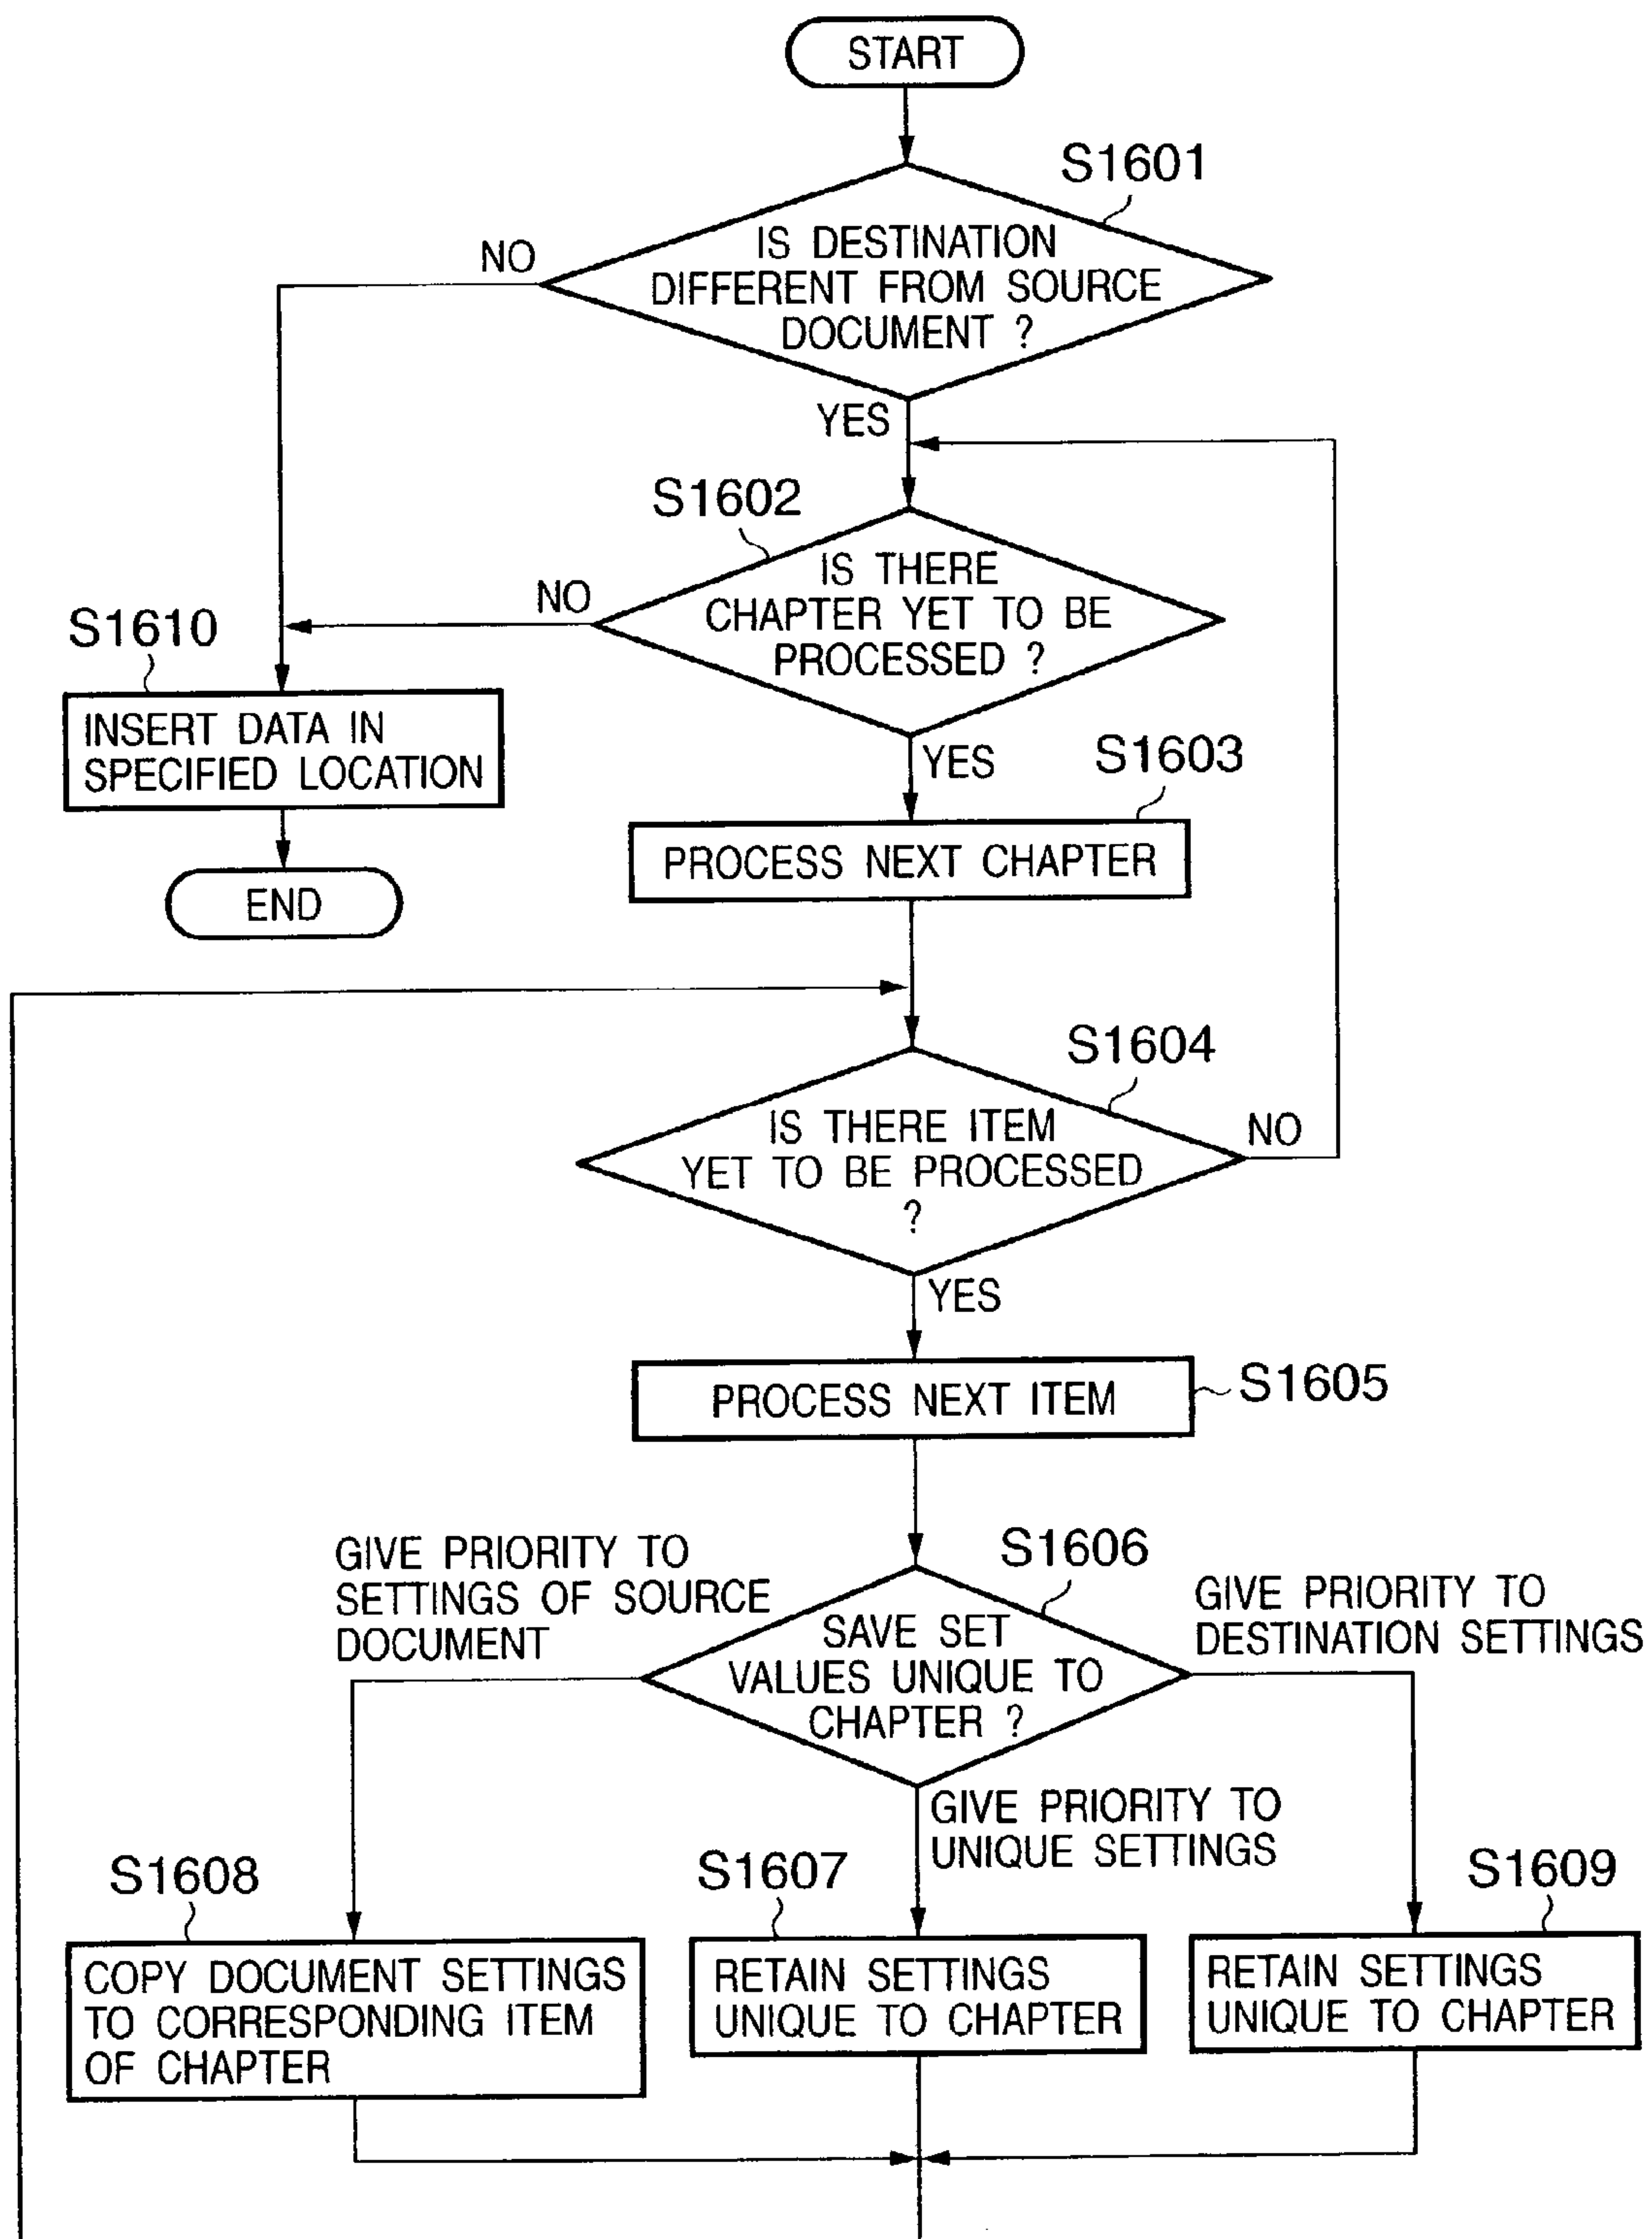 START
S1601
IS DESTINATION
DIFFERENT FROM SOURCE
DOCUMENT ?
NO
YES
S1602
IS THERE
CHAPTER YET TO BE
PROCESSED ?
NO
YES
S1610
INSERT DATA IN
SPECIFIED LOCATION
END
S1603
PROCESS NEXT CHAPTER
S1604
IS THERE ITEM
YET TO BE PROCESSED
?
NO
YES
PROCESS NEXT ITEM
S1605
S1606
SAVE SET
VALUES UNIQUE TO
CHAPTER ?
GIVE PRIORITY TO
SETTINGS OF SOURCE
DOCUMENT
GIVE PRIORITY TO
UNIQUE SETTINGS
GIVE PRIORITY TO
DESTINATION SETTINGS
S1608
COPY DOCUMENT SETTINGS
TO CORRESPONDING ITEM
OF CHAPTER
S1607
RETAIN SETTINGS
UNIQUE TO CHAPTER
S1609
RETAIN SETTINGS
UNIQUE TO CHAPTER